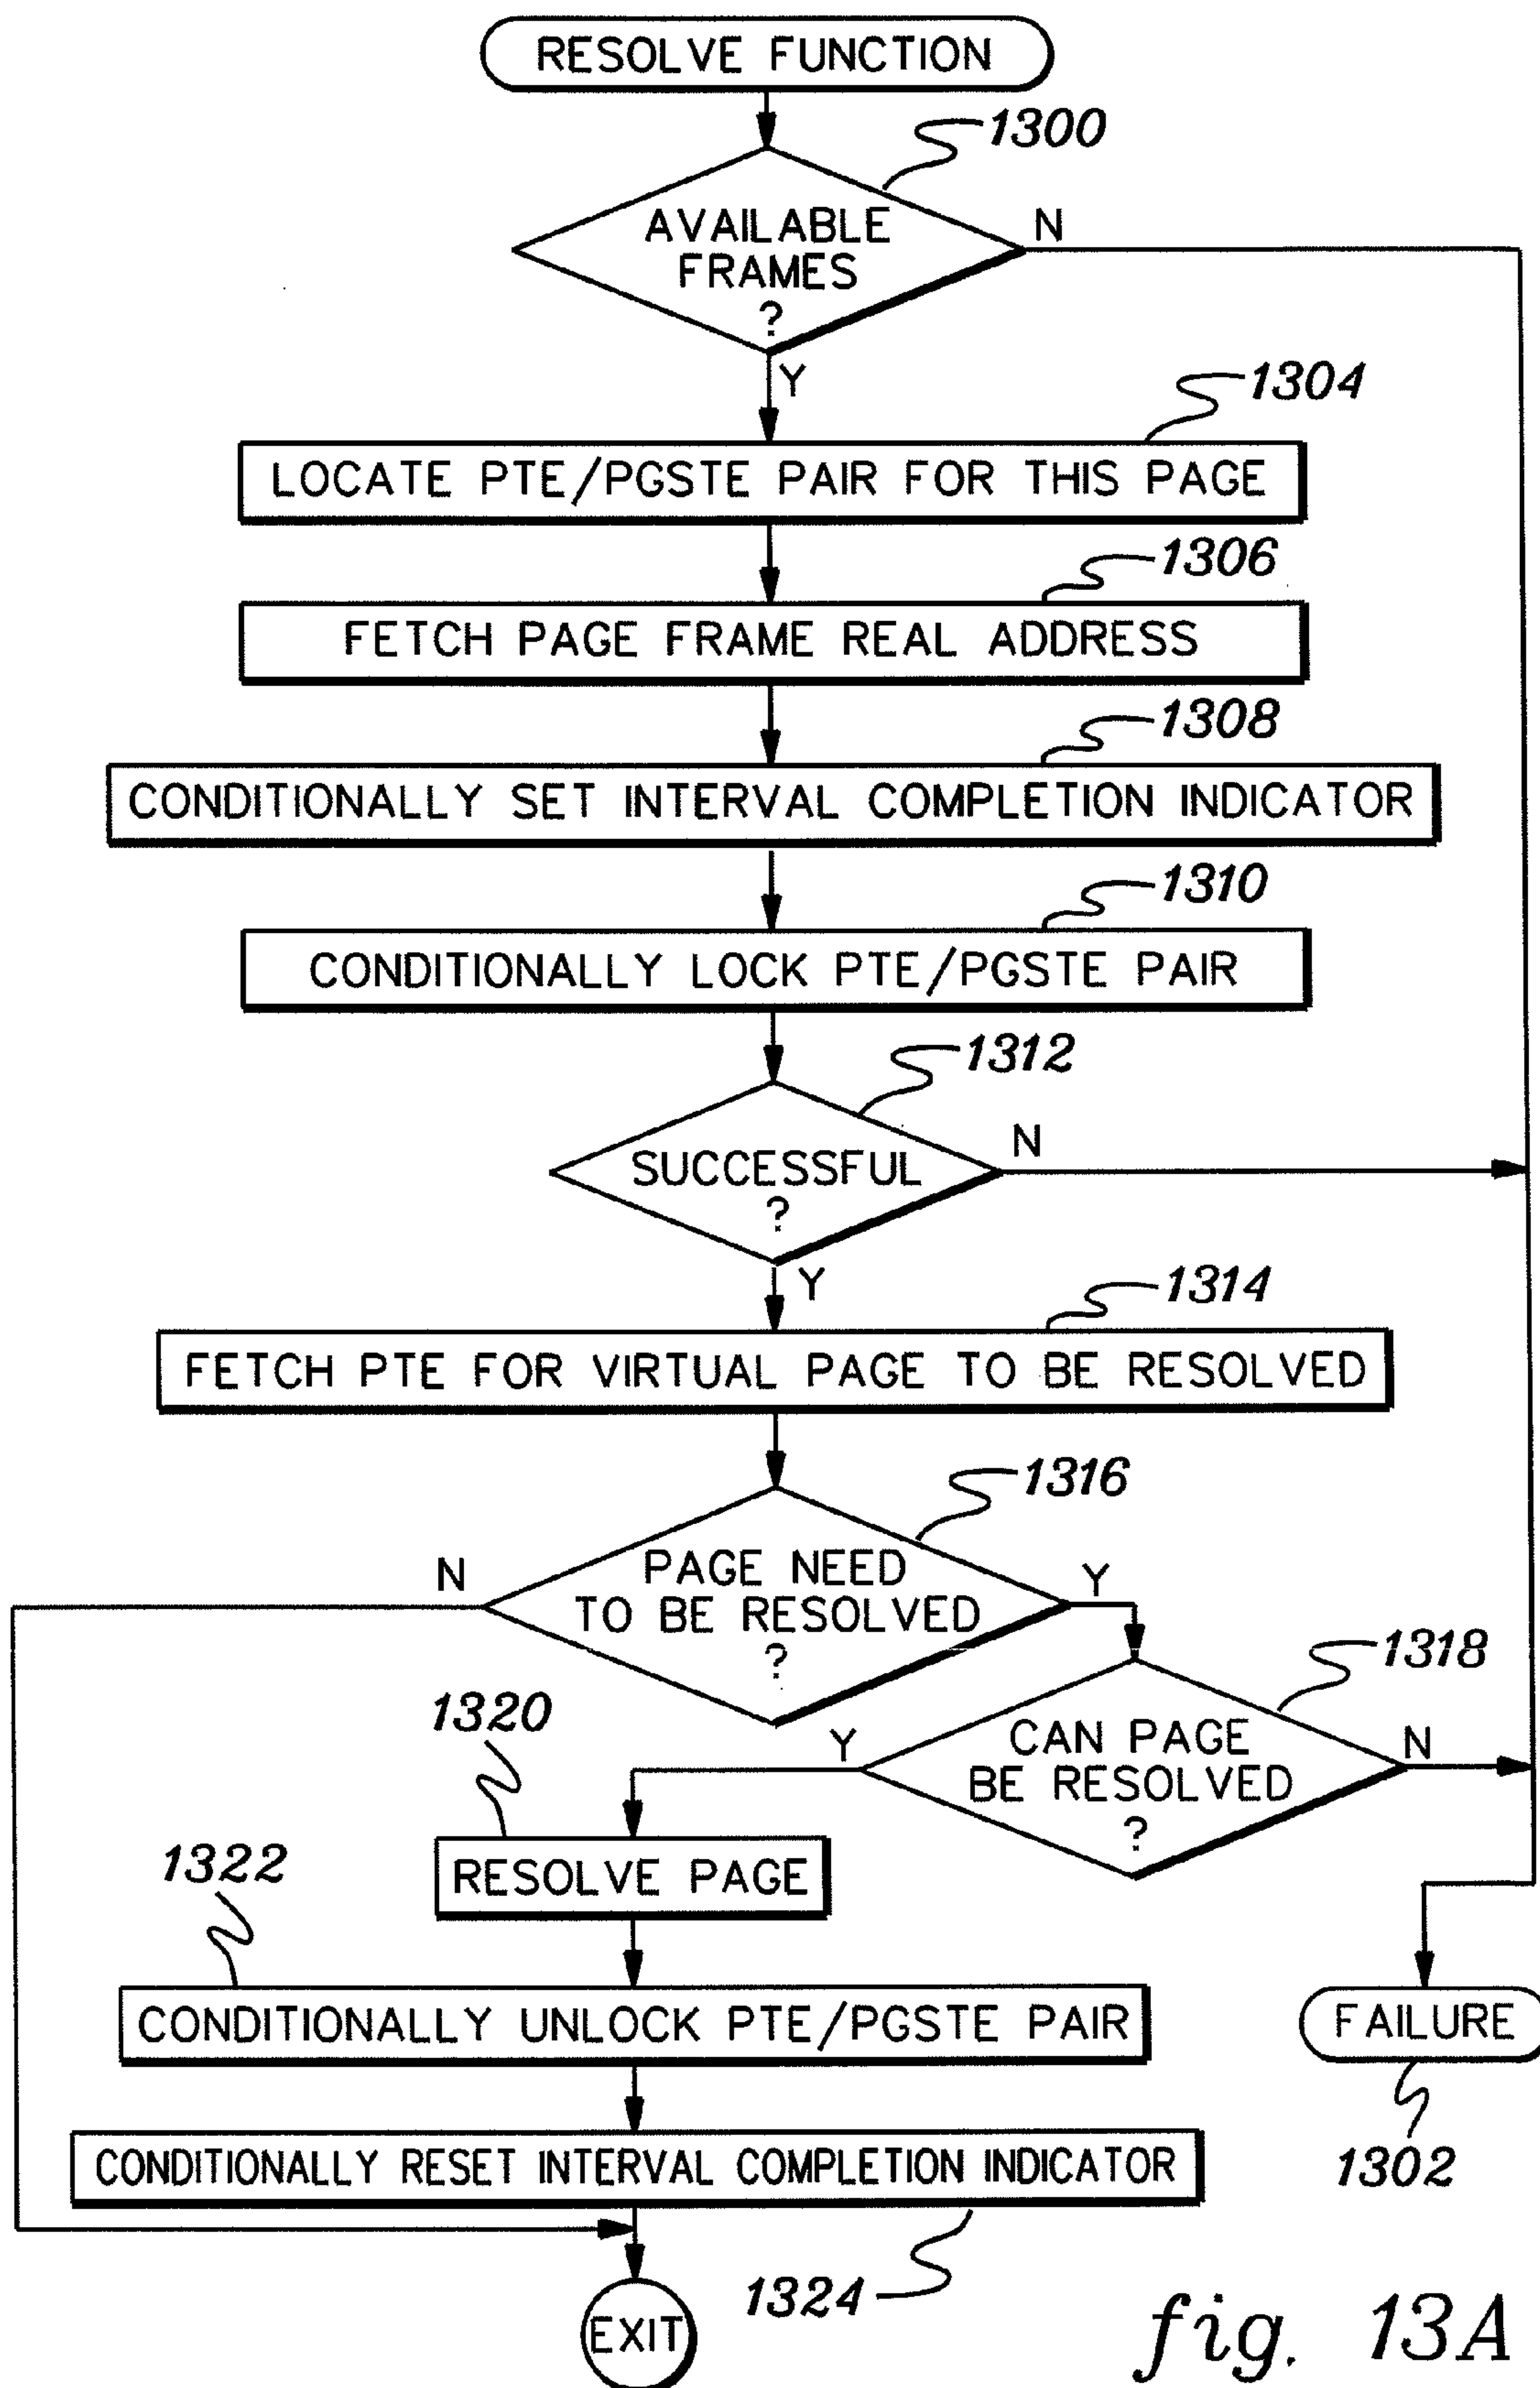 RESOLVE FUNCTION
1300
AVAILABLE
FRAMES
?
N
Y
1304
LOCATE PTE/PGSTE PAIR FOR THIS PAGE
1306
FETCH PAGE FRAME REAL ADDRESS
1308
CONDITIONALLY SET INTERVAL COMPLETION INDICATOR
1310
CONDITIONALLY LOCK PTE/PGSTE PAIR
1312
SUCCESSFUL
?
N
Y
1314
FETCH PTE FOR VIRTUAL PAGE TO BE RESOLVED
1316
PAGE NEED
TO BE RESOLVED
?
N
Y
1318
CAN PAGE
BE RESOLVED
?
Y
N
1320
RESOLVE PAGE
1322
CONDITIONALLY UNLOCK PTE/PGSTE PAIR
FAILURE
1302
CONDITIONALLY RESET INTERVAL COMPLETION INDICATOR
1324
EXIT
fig. 13A